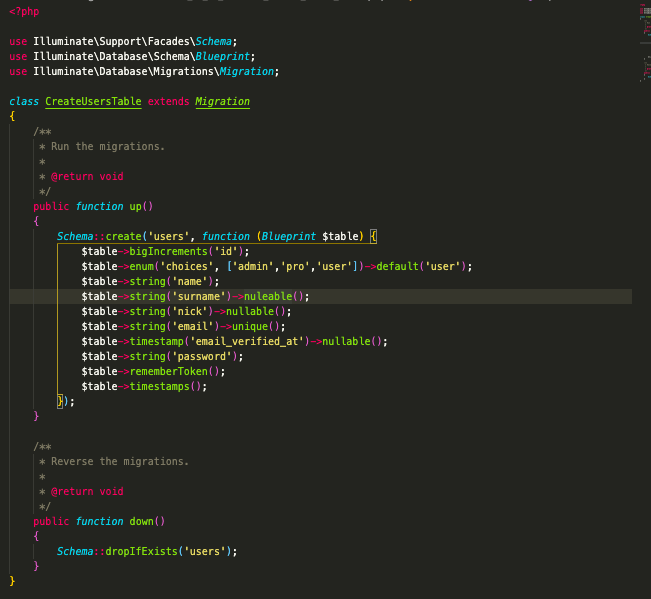 <?php
use Illuminate\Support\Facades\Schema;
use Illuminate\Database\Schema\Blueprint;
use Illuminate\Database\Migrations\Migration;
class CreateUsersTable extends Migration
{
/**
* Run the migrations.
*
* @return void
*/
public function up()
{
Schema::create('users', function (Blueprint $table) {
$table->bigIncrements('id');
$table->enum('choices', ['admin','pro','user'])->default('user');
$table->string('name');
$table->string('surname')->nuleable();
$table->string('nick')->nullable();
$table->string('email')->unique();
$table->timestamp('email_verified_at')->nullable();
$table->string('password');
$table->rememberToken();
$table->timestamps();
});
}
/**
* Reverse the migrations.
*
* @return void
*/
public function down()
{
Schema::dropIfExists('users');
}
}